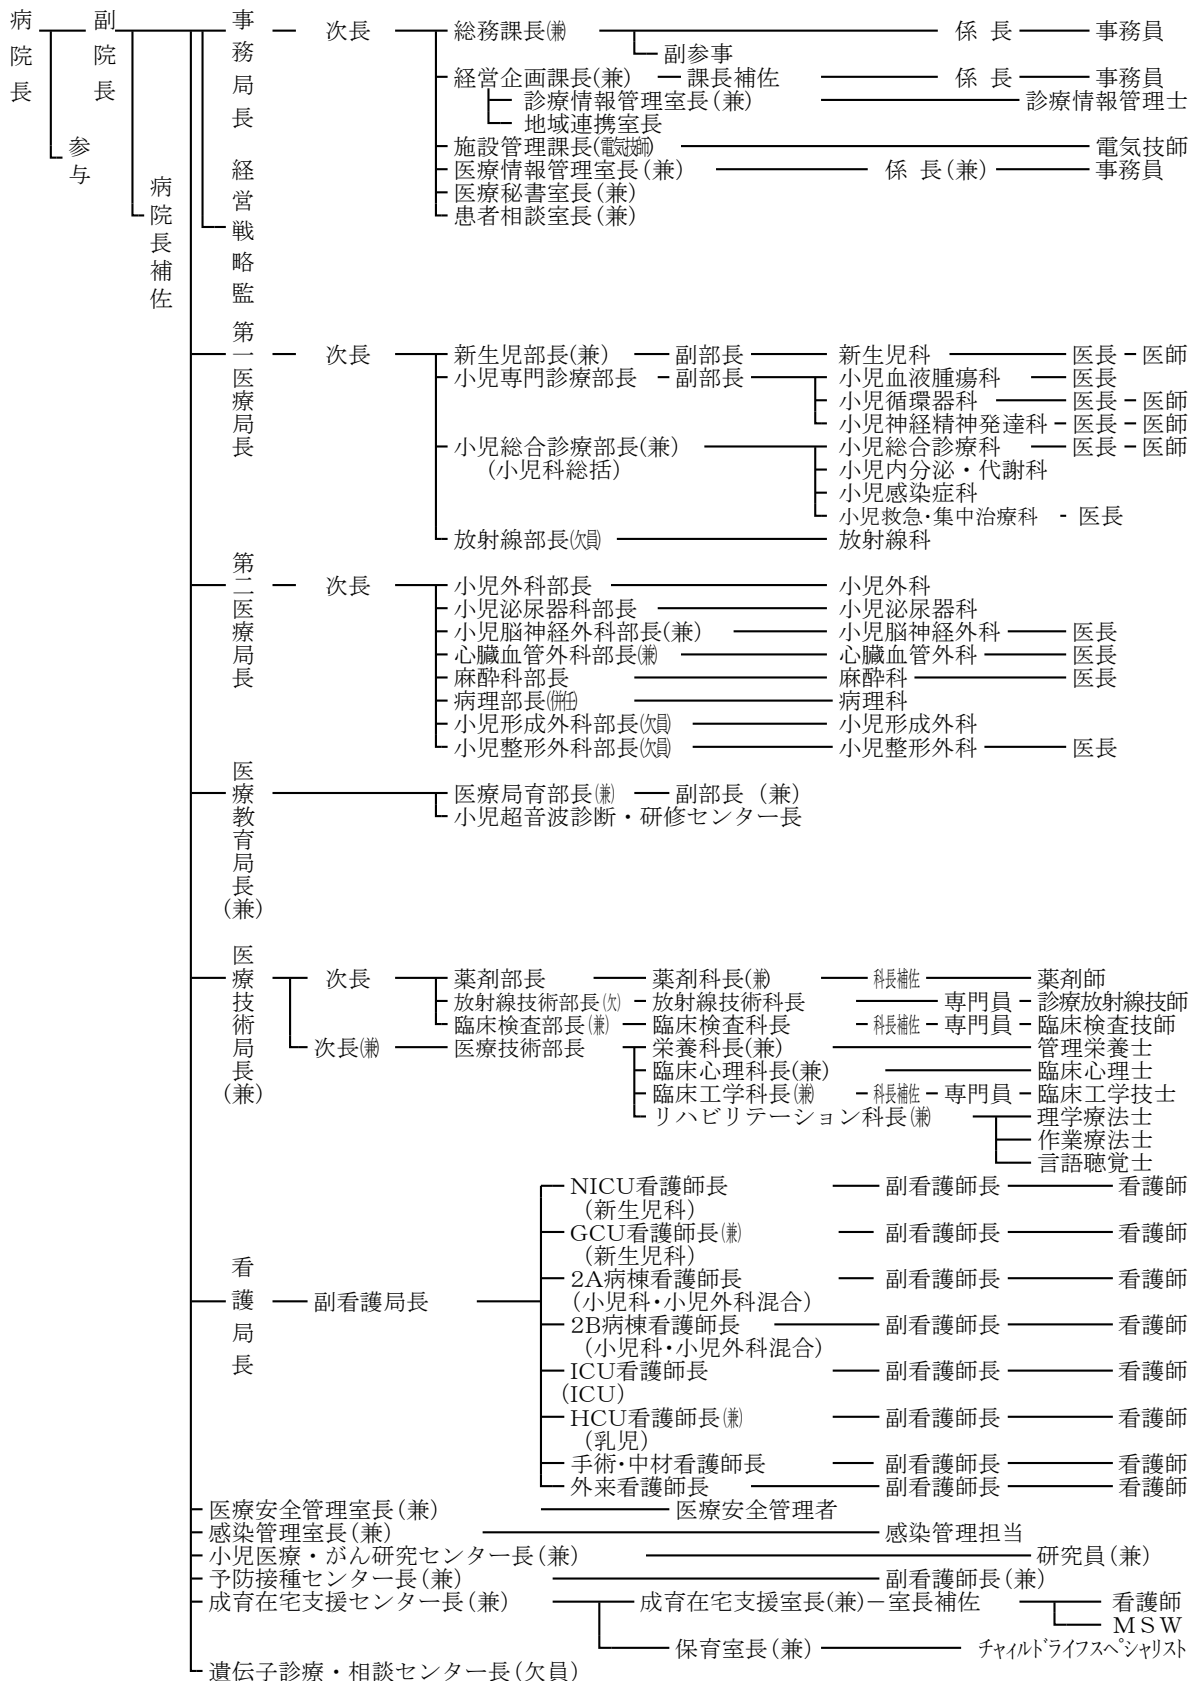 病院長
参与
副院長
病院長補佐
事務局長 次長 総務課長(兼) 係 長 事務員
副参事
経営企画課長(兼) 課長補佐 係 長 事務員
診療情報管理室長(兼) 診療情報管理士
地域連携室長
施設管理課長(電気技師) 電気技師
医療情報管理室長(兼) 係 長(兼) 事務員
医療秘書室長(兼)
患者相談室長(兼)
経営戦略監
第一医療局長 次長 新生児部長(兼) 副部長 新生児科 医長 医師
小児専門診療部長 副部長 小児血液腫瘍科 医長
小児循環器科 医長 医師
小児神経精神発達科 医長 医師
小児総合診療部長(兼) 小児総合診療科 医長 医師
(小児科総括) 小児内分泌・代謝科
小児感染症科
小児救急・集中治療科 医長
放射線部長(欠員) 放射線科
第二医療局長 次長 小児外科部長 小児外科
小児泌尿器科部長 小児泌尿器科
小児脳神経外科部長(兼) 小児脳神経外科 医長
心臓血管外科部長(兼) 心臓血管外科 医長
麻酔科部長 麻酔科 医長
病理部長(併任) 病理科
小児形成外科部長(欠員) 小児形成外科
小児整形外科部長(欠員) 小児整形外科 医長
医療教育局長(兼) 医療局育部長(兼) 副部長 (兼)
小児超音波診断・研修センター長
医療技術局長(兼) 次長 薬剤部長 薬剤科長(兼) 科長補佐 薬剤師
放射線技術部長(欠) 放射線技術科長 専門員 診療放射線技師
臨床検査部長(兼) 臨床検査科長 科長補佐 専門員 臨床検査技師
次長(兼) 医療技術部長 栄養科長(兼) 管理栄養士
臨床心理科長(兼) 臨床心理士
臨床工学科長(兼) 科長補佐 専門員 臨床工学技士
リハビリテーション科長(兼) 理学療法士
作業療法士
言語聴覚士
看護局長 副看護局長 NICU看護師長 副看護師長 看護師
(新生児科)
GCU看護師長(兼) 副看護師長 看護師
(新生児科)
2A病棟看護師長 副看護師長 看護師
(小児科・小児外科混合)
2B病棟看護師長 副看護師長 看護師
(小児科・小児外科混合)
ICU看護師長 副看護師長 看護師
(ICU)
HCU看護師長(兼) 副看護師長 看護師
(乳児)
手術・中材看護師長 副看護師長 看護師
外来看護師長 副看護師長 看護師
医療安全管理室長(兼) 医療安全管理者
感染管理室長(兼) 感染管理担当
小児医療・がん研究センター長(兼) 研究員(兼)
予防接種センター長(兼) 副看護師長(兼)
成育在宅支援センター長(兼) 成育在宅支援室長(兼)－室長補佐 看護師
MSW
保育室長(兼) チャイルドライフスペシャリスト
遺伝子診療・相談センター長(欠員)